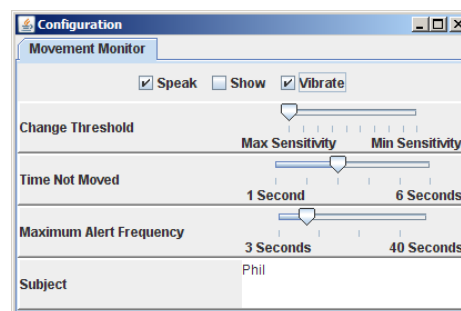 Configuration
Movement Monitor
Speak Show Vibrate
Change Threshold
Max Sensitivity Min Sensitivity
Time Not Moved
1 Second 6 Seconds
Maximum Alert Frequency
3 Seconds 40 Seconds
Subject
Phil